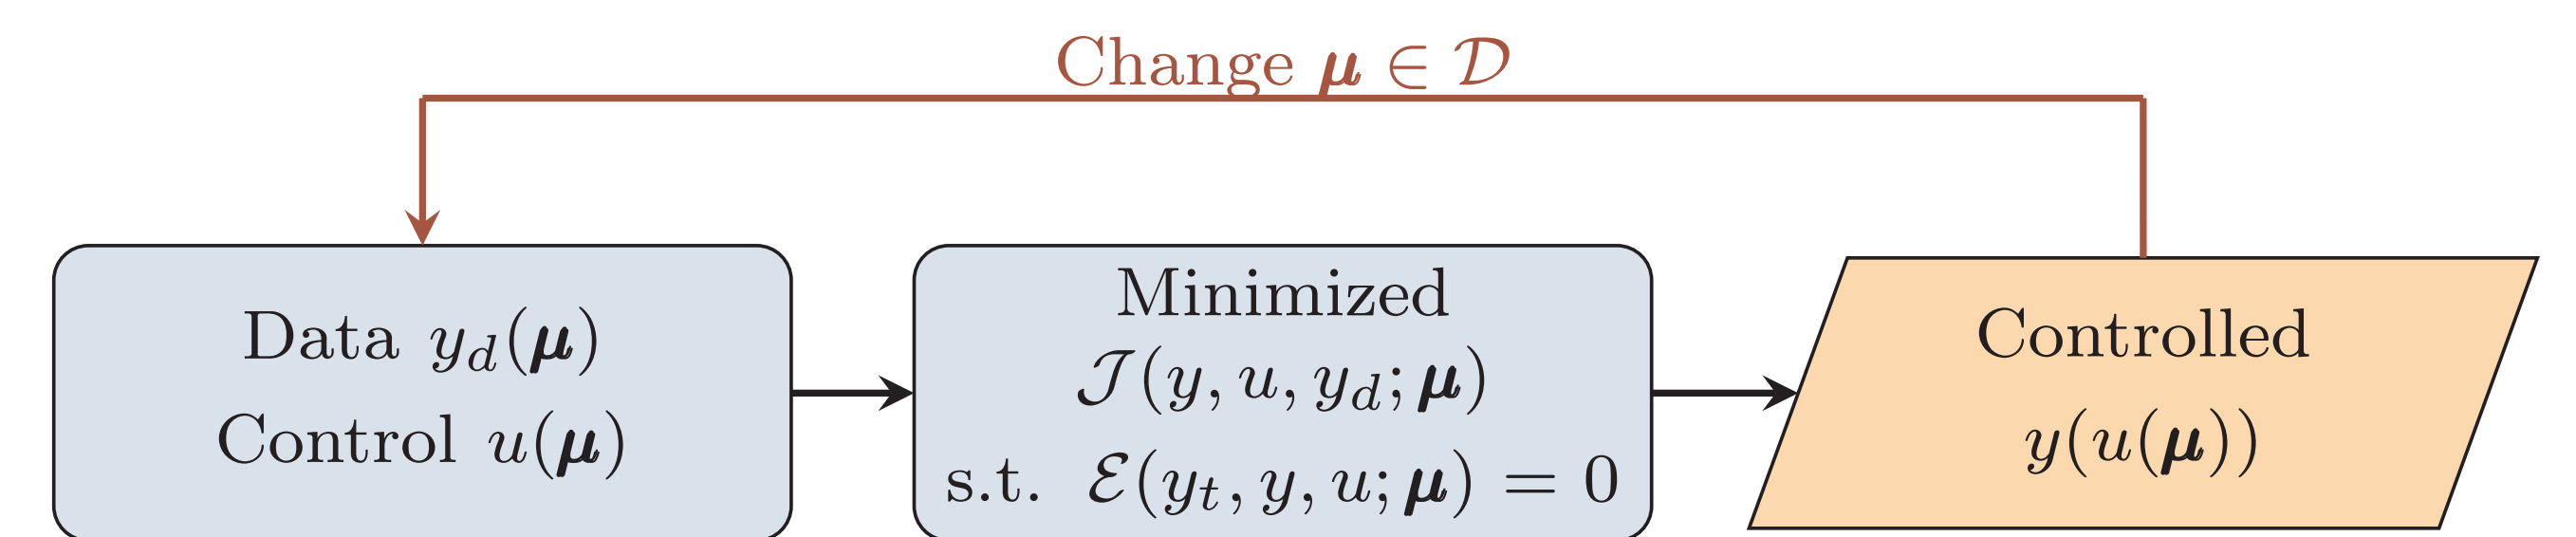 Change 𝝁 ∈ 𝒟
Data y_d(𝝁)
Control u(𝝁)
Minimized
𝒥(y, u, y_d; 𝝁)
s.t. ℰ(y_t, y, u; 𝝁) = 0
Controlled
y(u(𝝁))